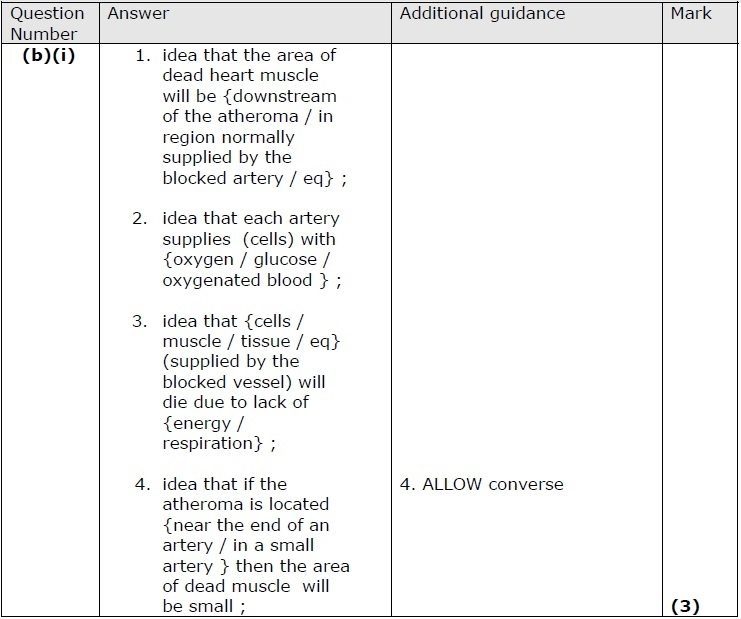 Question Number
Answer
Additional guidance
Mark
(b)(i)
1. idea that the area of
dead heart muscle
will be {downstream
of the atheroma / in
region normally
supplied by the
blocked artery / eq} ;
2. idea that each artery
supplies (cells) with
{oxygen / glucose /
oxygenated blood } ;
3. idea that {cells /
muscle / tissue / eq}
(supplied by the
blocked vessel) will
die due to lack of
{energy /
respiration} ;
4. idea that if the
atheroma is located
{near the end of an
artery / in a small
artery } then the area
of dead muscle will
be small ;
4. ALLOW converse
(3)